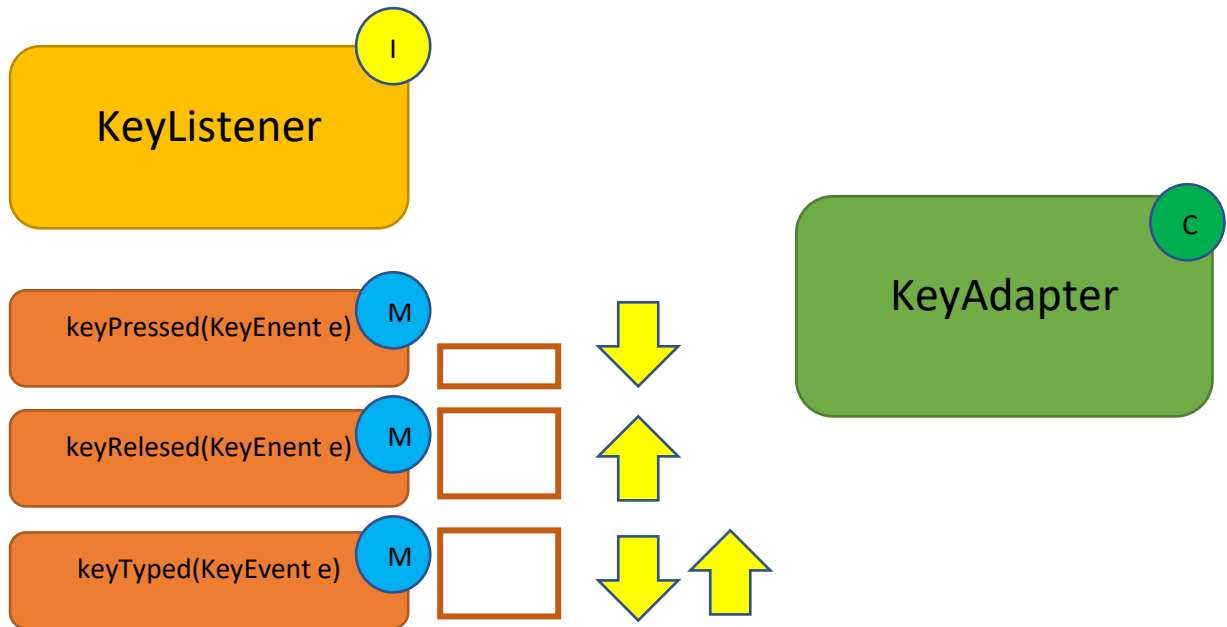 I
KeyListener
C
KeyAdapter
M
keyPressed(KeyEnent e)
M
keyRelesed(KeyEnent e)
M
keyTyped(KeyEvent e)